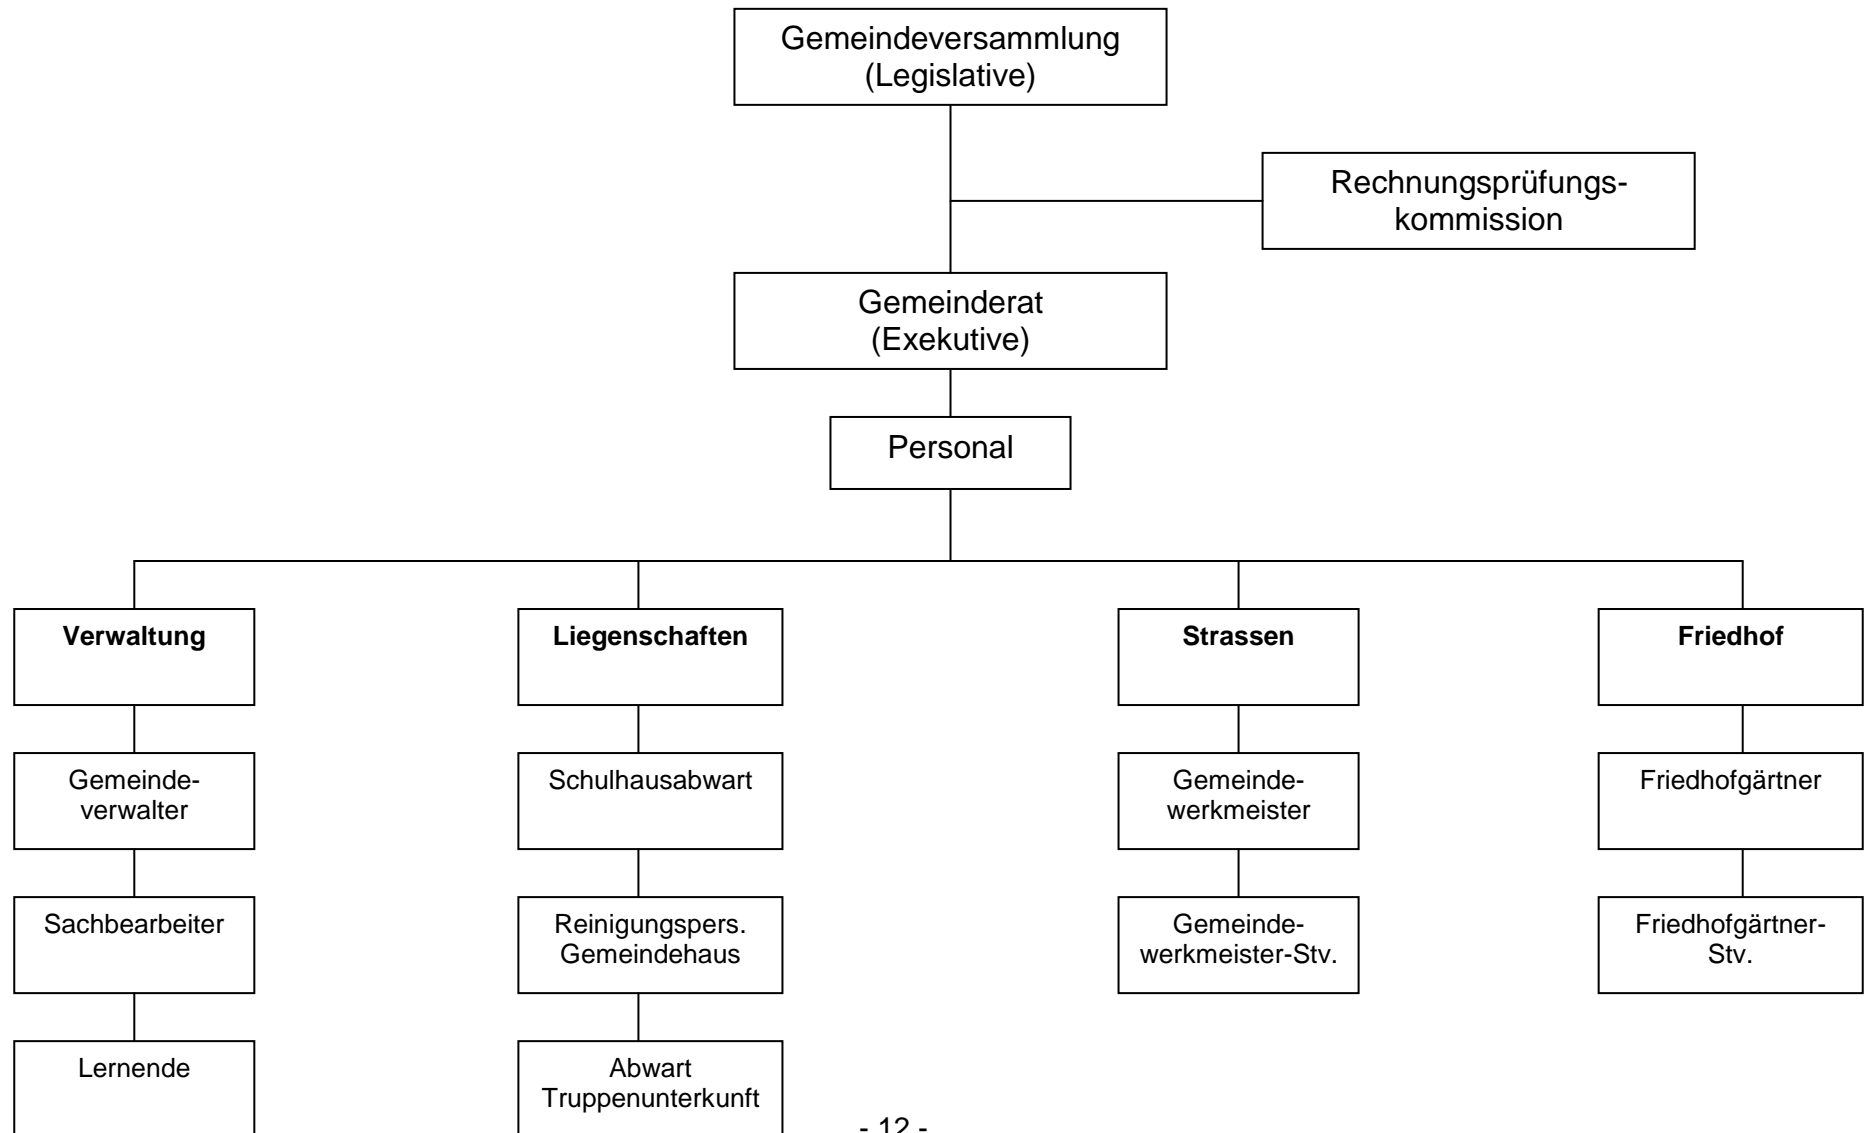 Gemeindeversammlung
(Legislative)
Rechnungsprüfungs-
kommission
Gemeinderat
(Exekutive)
Personal
Verwaltung
Liegenschaften
Strassen
Friedhof
Gemeinde-
verwalter
Schulhausabwart
Gemeinde-
werkmeister
Friedhofgärtner
Sachbearbeiter
Reinigungspers.
Gemeindehaus
Gemeinde-
werkmeister-Stv.
Friedhofgärtner-
Stv.
Lernende
Abwart
Truppenunterkunft
- 12 -